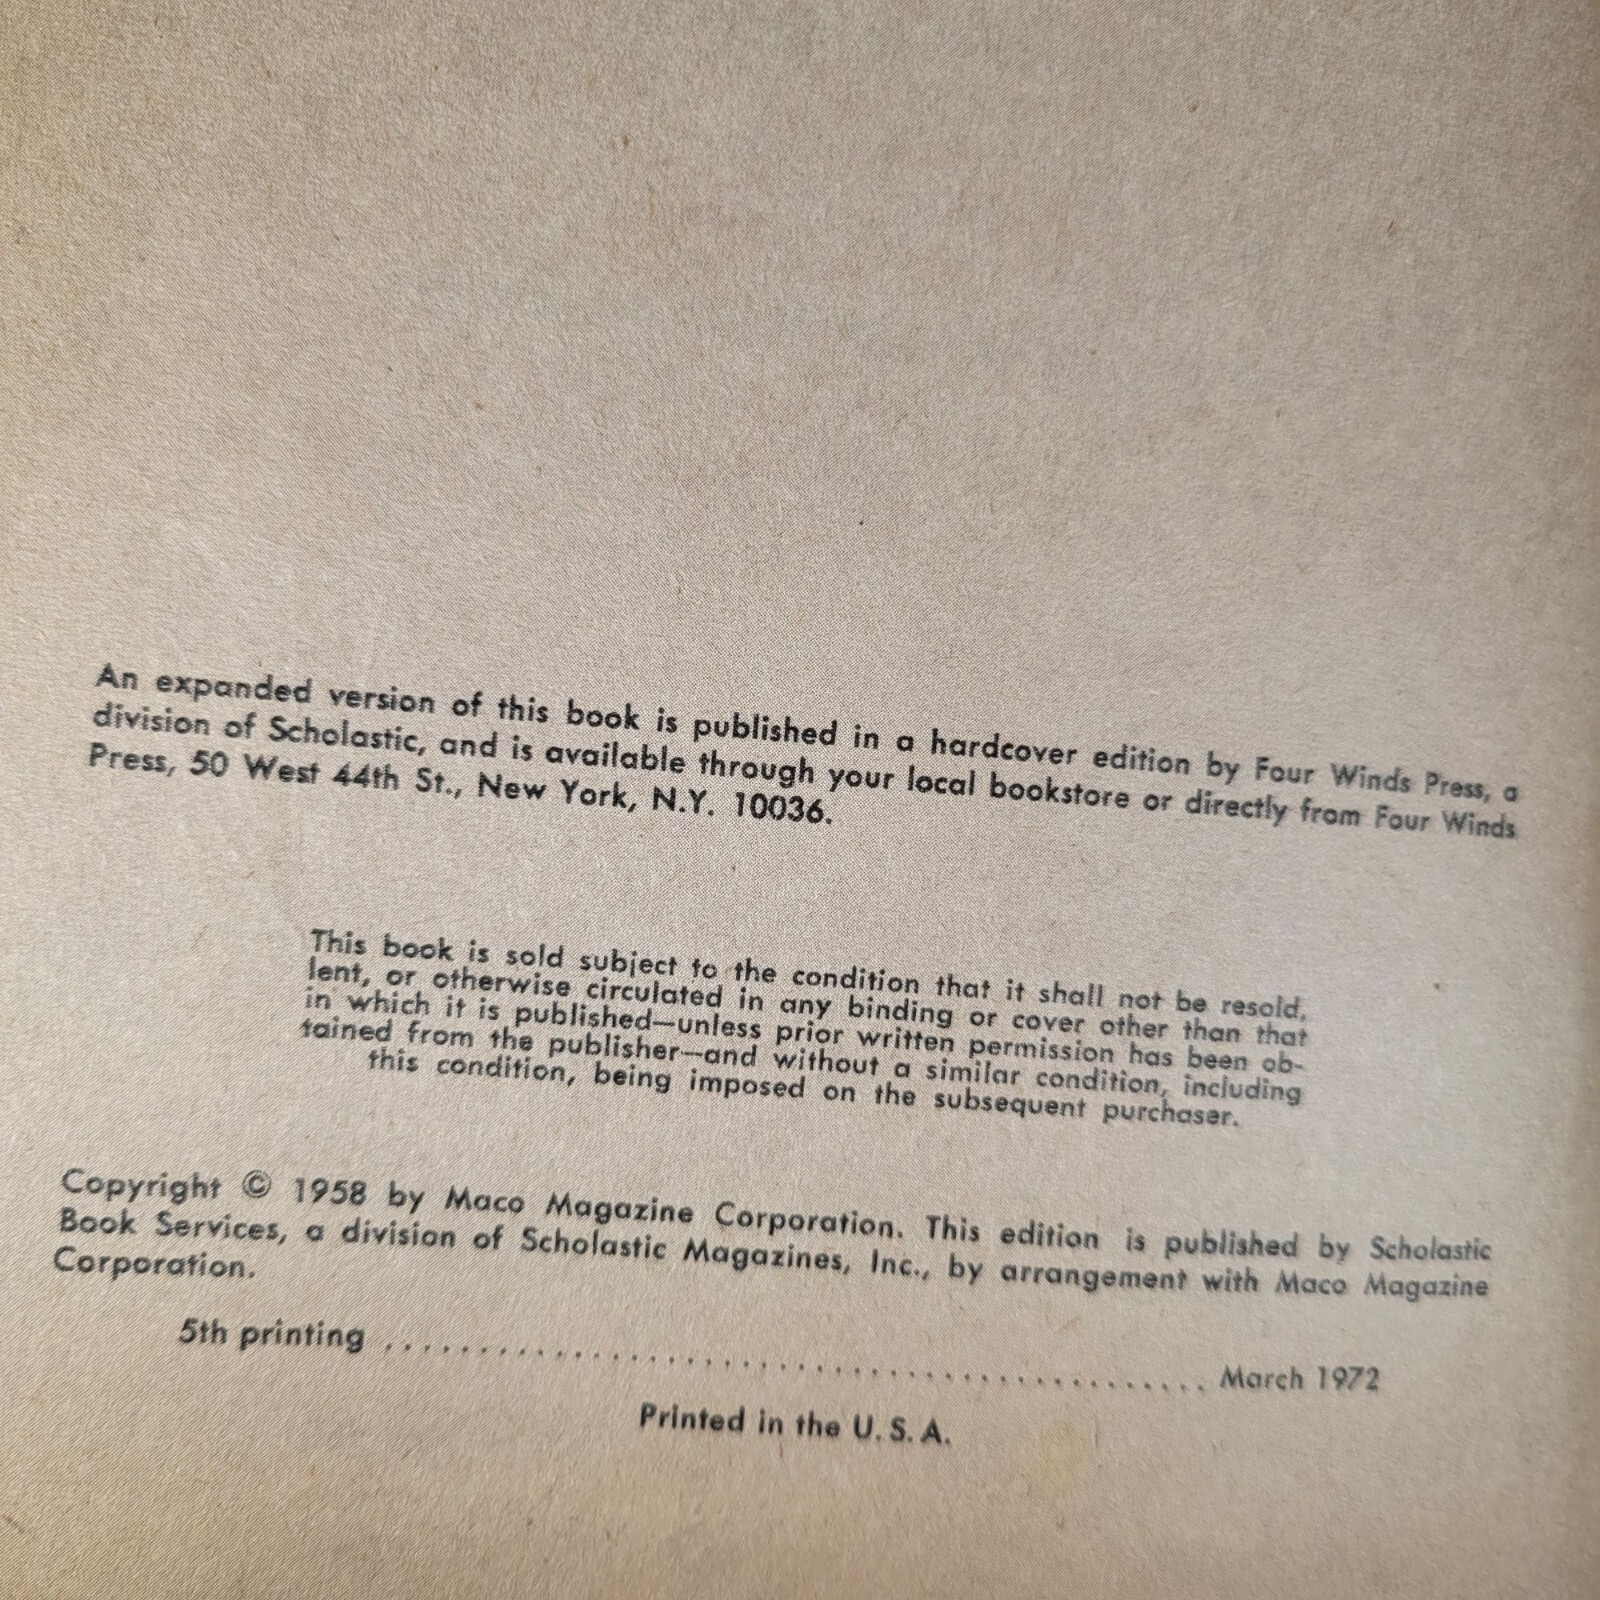 An expanded version of this book is published in a hardcover edition by Four Winds Press, a
division of Scholastic, and is available through your local bookstore or directly from Four Winds
Press, 50 West 44th St., New York, N.Y. 10036.
This book is sold subject to the condition that it shall not be resold,
lent, or otherwise circulated in any binding or cover other than that
in which it is published—unless prior written permission has been ob-
tained from the publisher—and without a similar condition, including
this condition, being imposed on the subsequent purchaser.
Copyright © 1958 by Maco Magazine Corporation. This edition is published by Scholastic
Book Services, a division of Scholastic Magazines, Inc., by arrangement with Maco Magazine
Corporation.
5th printing ........................................ March 1972
Printed in the U. S. A.